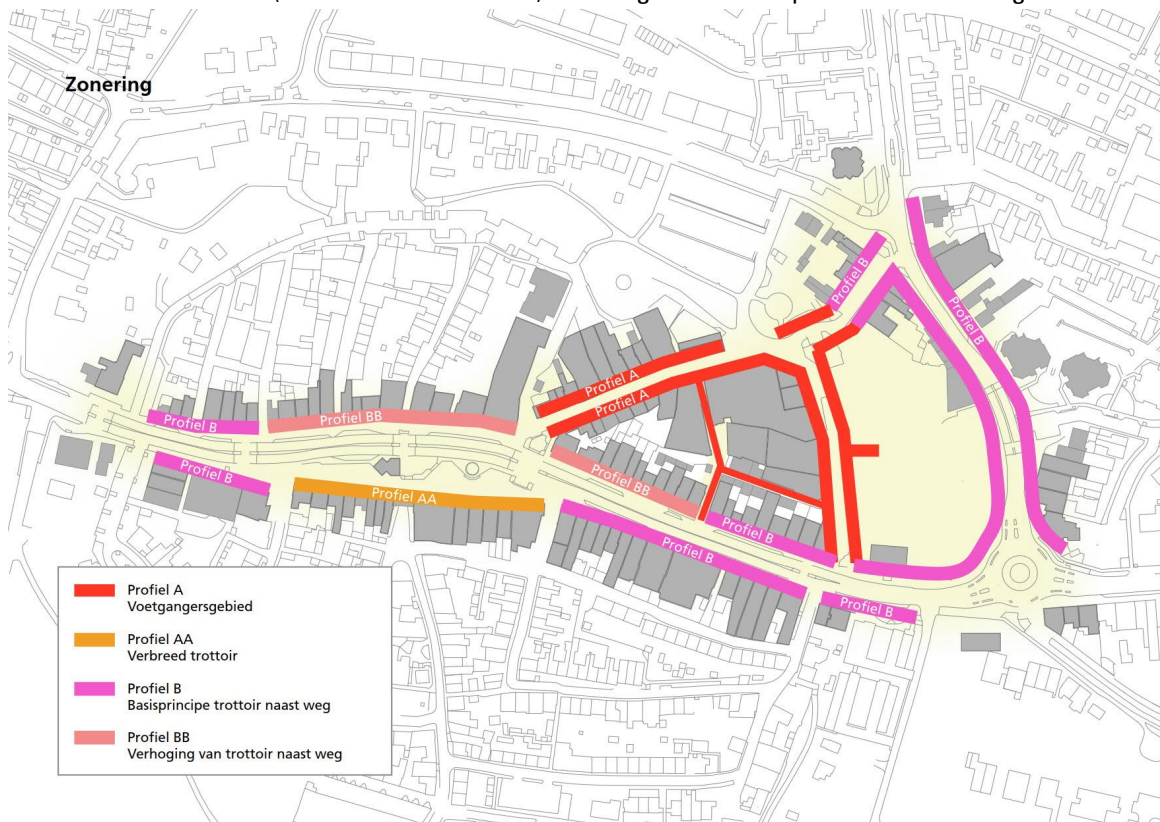 Zonering
Profiel B
Profiel B
Profiel A
Profiel A
Profiel B
Profiel BB
Profiel B
Profiel BB
Profiel AA
Profiel B
Profiel B
Profiel B
Profiel A
Voetgangersgebied
Profiel AA
Verbreed trottoir
Profiel B
Basisprincipe trottoir naast weg
Profiel BB
Verhoging van trottoir naast weg